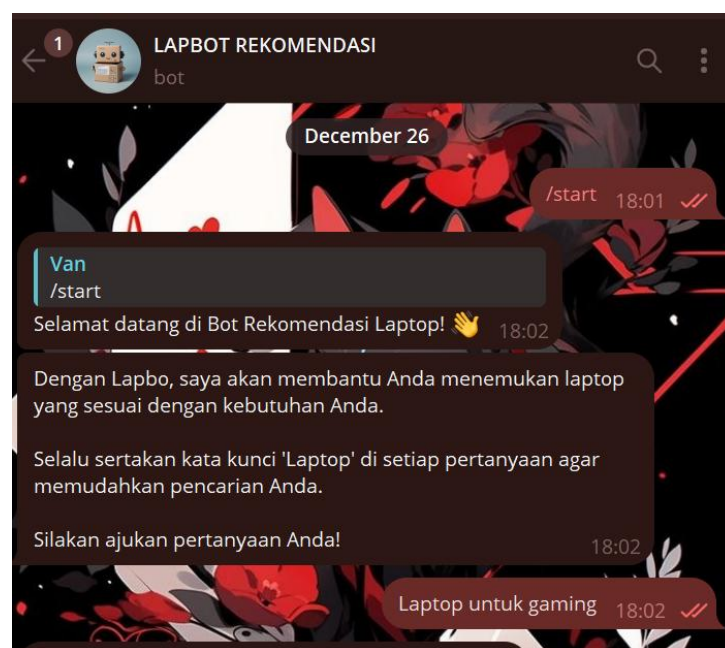 1
LAPBOT REKOMENDASI
bot
December 26
/start 18:01
Van
/start
Selamat datang di Bot Rekomendasi Laptop! 👋 18:02
Dengan Lapbo, saya akan membantu Anda menemukan laptop
yang sesuai dengan kebutuhan Anda.
Selalu sertakan kata kunci 'Laptop' di setiap pertanyaan agar
memudahkan pencarian Anda.
Silakan ajukan pertanyaan Anda! 18:02
Laptop untuk gaming 18:02